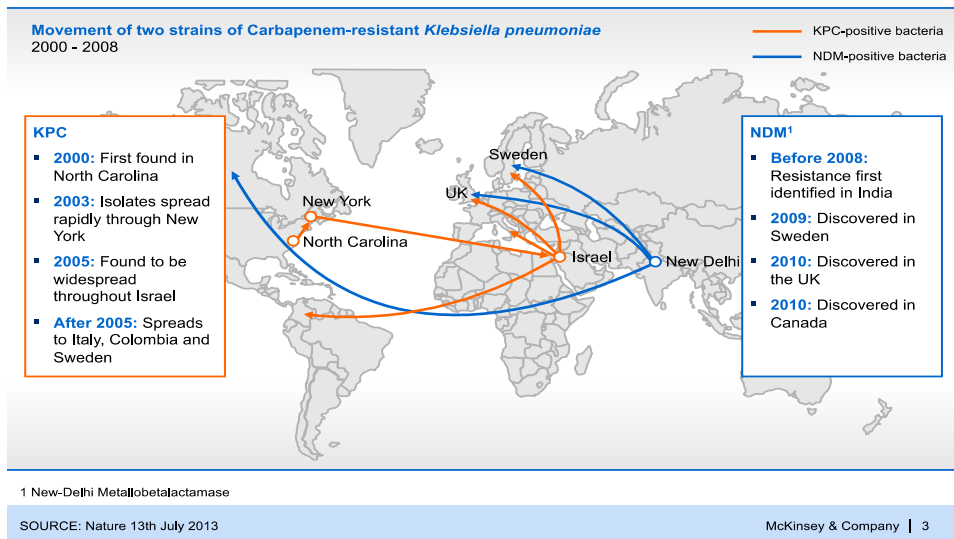 Movement of two strains of Carbapenem-resistant Klebsiella pneumoniae
2000 - 2008
KPC-positive bacteria
NDM-positive bacteria
KPC
▪ 2000: First found in
North Carolina
▪ 2003: Isolates spread
rapidly through New
York
▪ 2005: Found to be
widespread
throughout Israel
▪ After 2005: Spreads
to Italy, Colombia and
Sweden
Sweden
UK
New York
North Carolina
Israel
New Delhi
NDM¹
▪ Before 2008:
Resistance first
identified in India
▪ 2009: Discovered in
Sweden
▪ 2010: Discovered in
the UK
▪ 2010: Discovered in
Canada
1 New-Delhi Metallobetalactamase
SOURCE: Nature 13th July 2013
McKinsey & Company | 3